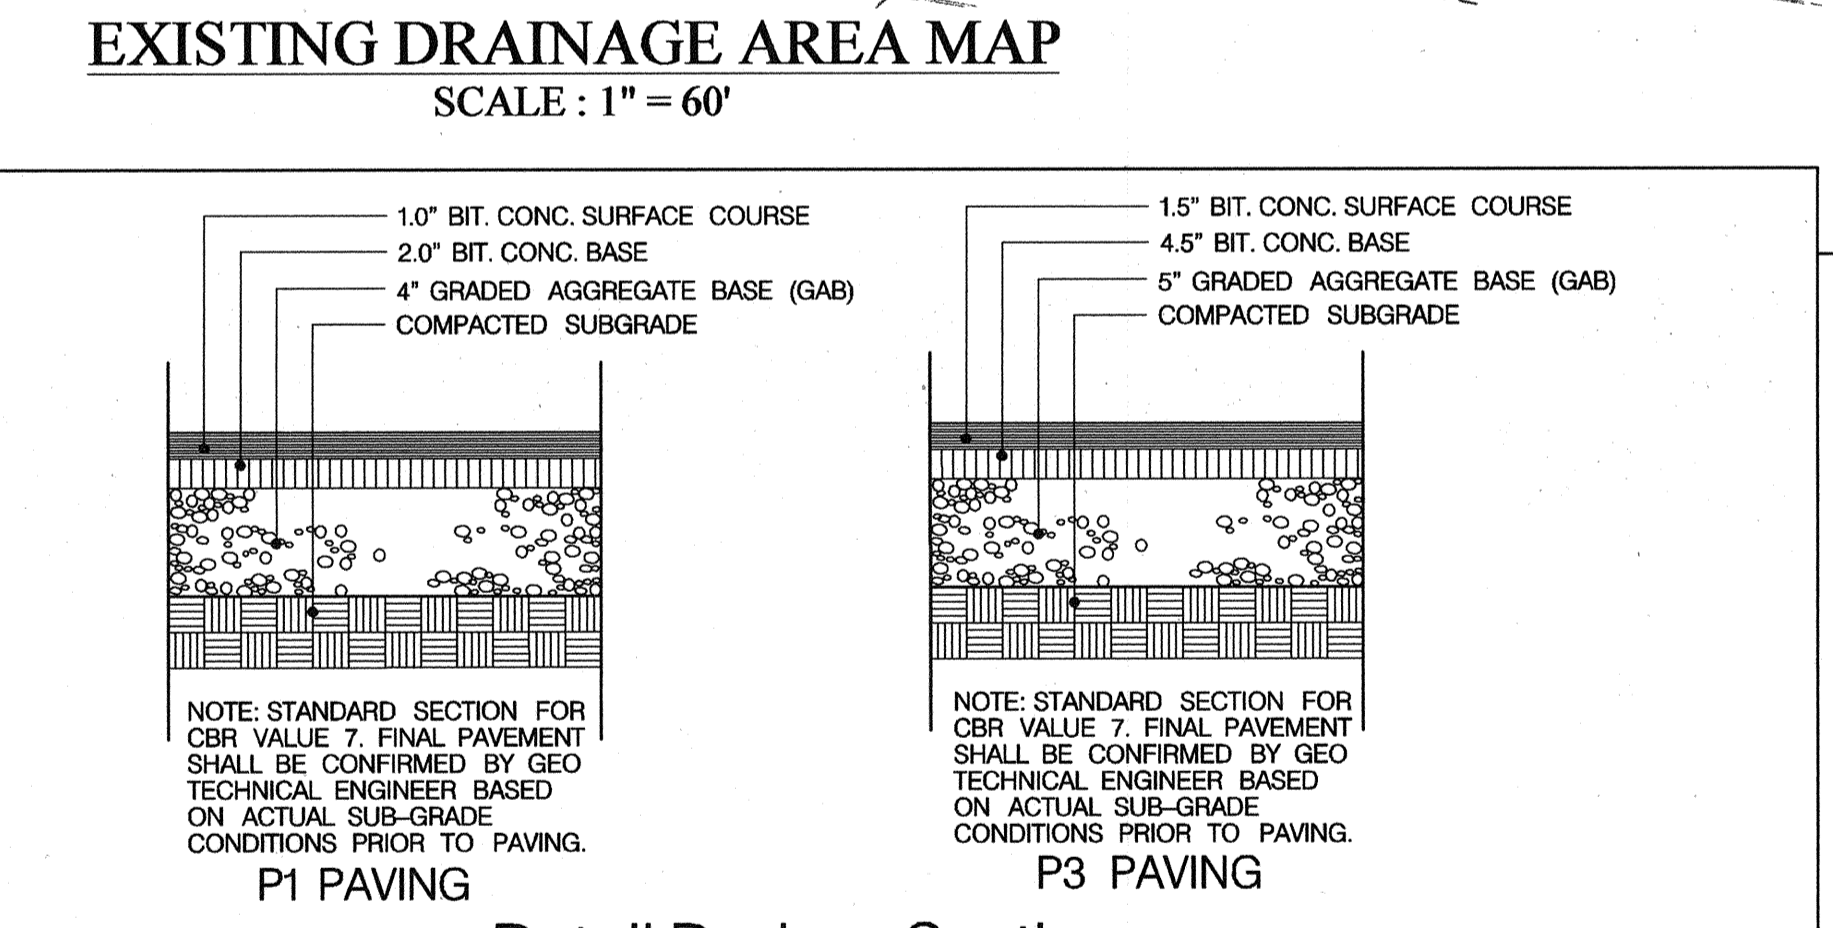 EXISTING DRAINAGE AREA MAP
SCALE : 1" = 60'
1.0" BIT. CONC. SURFACE COURSE
2.0" BIT. CONC. BASE
4" GRADED AGGREGATE BASE (GAB)
COMPACTED SUBGRADE
NOTE: STANDARD SECTION FOR
CBR VALUE 7. FINAL PAVEMENT
SHALL BE CONFIRMED BY GEO
TECHNICAL ENGINEER BASED
ON ACTUAL SUB-GRADE
CONDITIONS PRIOR TO PAVING.
P1 PAVING
1.5" BIT. CONC. SURFACE COURSE
4.5" BIT. CONC. BASE
5" GRADED AGGREGATE BASE (GAB)
COMPACTED SUBGRADE
NOTE: STANDARD SECTION FOR
CBR VALUE 7. FINAL PAVEMENT
SHALL BE CONFIRMED BY GEO
TECHNICAL ENGINEER BASED
ON ACTUAL SUB-GRADE
CONDITIONS PRIOR TO PAVING.
P3 PAVING